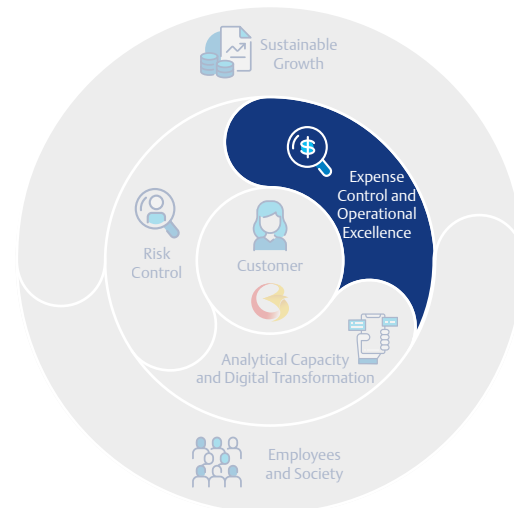 Sustainable
Growth
Expense
Control and
Operational
Excellence
Risk
Control
Customer
Analytical Capacity
and Digital Transformation
Employees
and Society